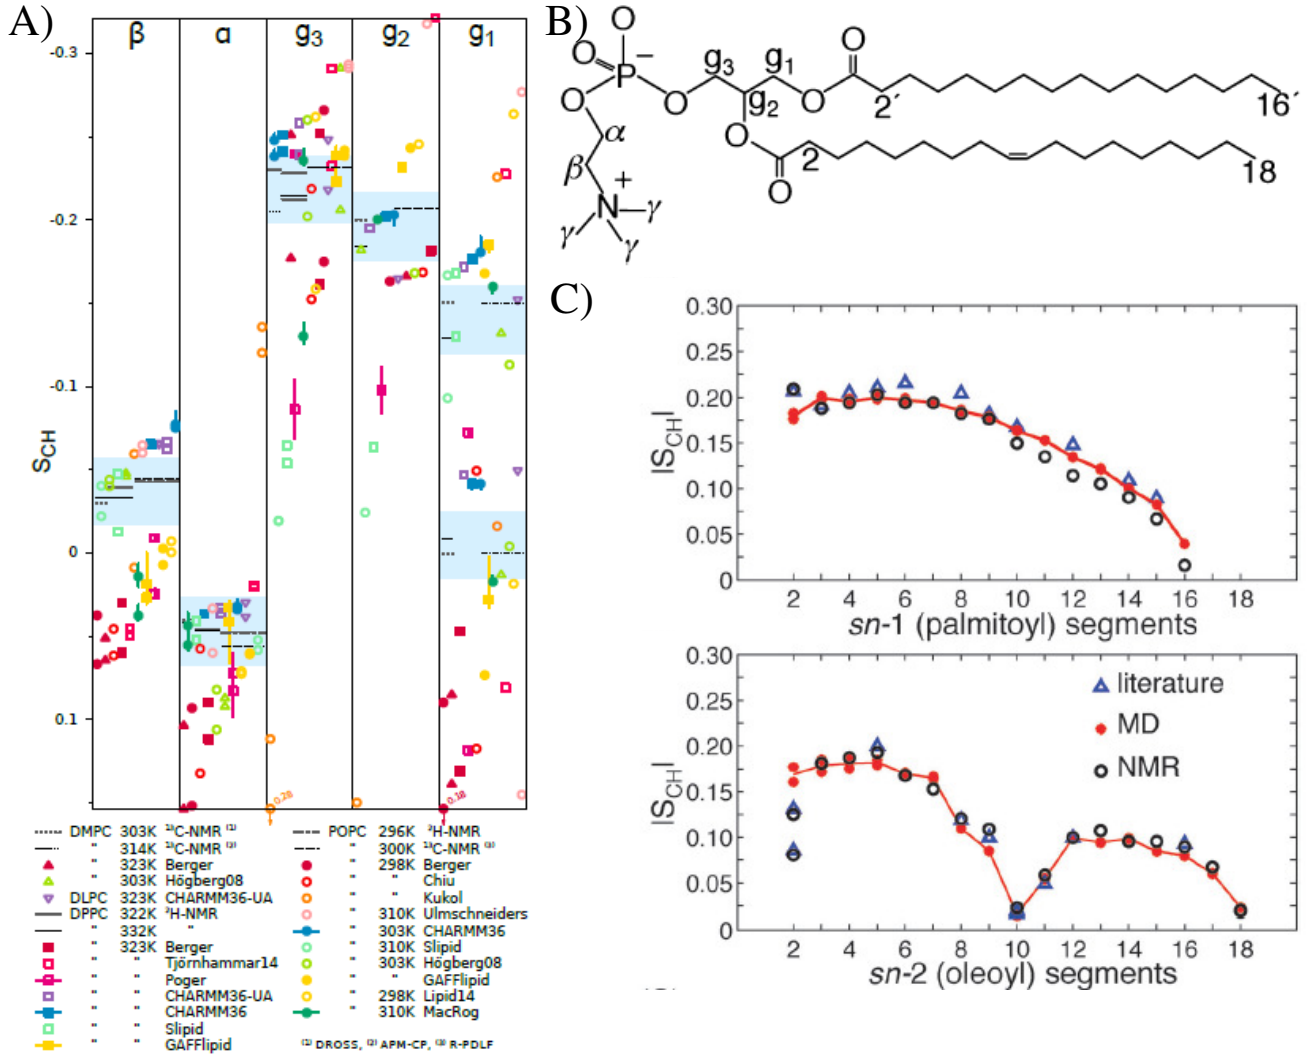 A)
β α g3 g2 g1
-0.3
-0.2
-0.1
0
0.1
SCH
0.28
0.18
DMPC 303K ¹³C-NMR (1)
" 314K ¹³C-NMR (2)
" 323K Berger
" 303K Högberg08
DLPC 323K CHARMM36-UA
DPPC 322K ²H-NMR
" 332K "
" 323K Berger
" " Tjörnhammar14
" " Poger
" " CHARMM36-UA
" " CHARMM36
" " Slipid
" " GAFFlipid
POPC 296K ²H-NMR
" 300K ¹³C-NMR (3)
" 298K Berger
" " Chiu
" " Kukol
" 310K Ulmschneiders
" 303K CHARMM36
" 310K Slipid
" 303K Högberg08
" " GAFFlipid
" 298K Lipid14
" 310K MacRog
(1) DROSS, (2) APM-CP, (3) R-PDLF
B)
O
O P −
O O g3 g1 O
g2 O 2´ 16´
α O
β 2 18
O
N +
γ γ γ
C)
0.30
0.25
0.20
0.15
0.10
0.05
0
|SCH|
2 4 6 8 10 12 14 16 18
sn-1 (palmitoyl) segments
0.30
0.25
0.20
0.15
0.10
0.05
0
|SCH|
literature
MD
NMR
2 4 6 8 10 12 14 16 18
sn-2 (oleoyl) segments